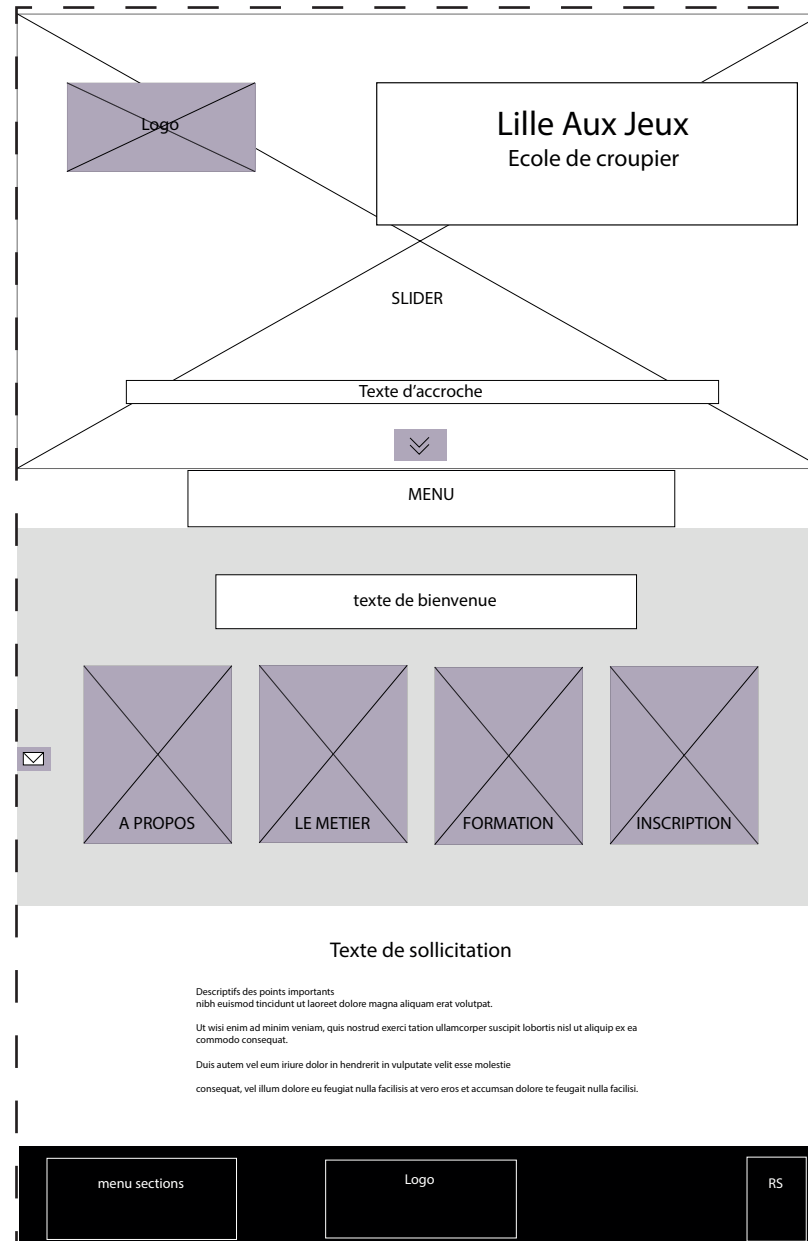 Logo
Lille Aux Jeux
Ecole de croupier
SLIDER
Texte d'accroche
MENU
texte de bienvenue
A PROPOS
LE METIER
FORMATION
INSCRIPTION
Texte de sollicitation
Descriptifs des points importants
nibh euismod tincidunt ut laoreet dolore magna aliquam erat volutpat.
Ut wisi enim ad minim veniam, quis nostrud exerci tation ullamcorper suscipit lobortis nisl ut aliquip ex ea
commodo consequat.
Duis autem vel eum iriure dolor in hendrerit in vulputate velit esse molestie
consequat, vel illum dolore eu feugiat nulla facilisis at vero eros et accumsan dolore te feugait nulla facilisi.
menu sections
Logo
RS